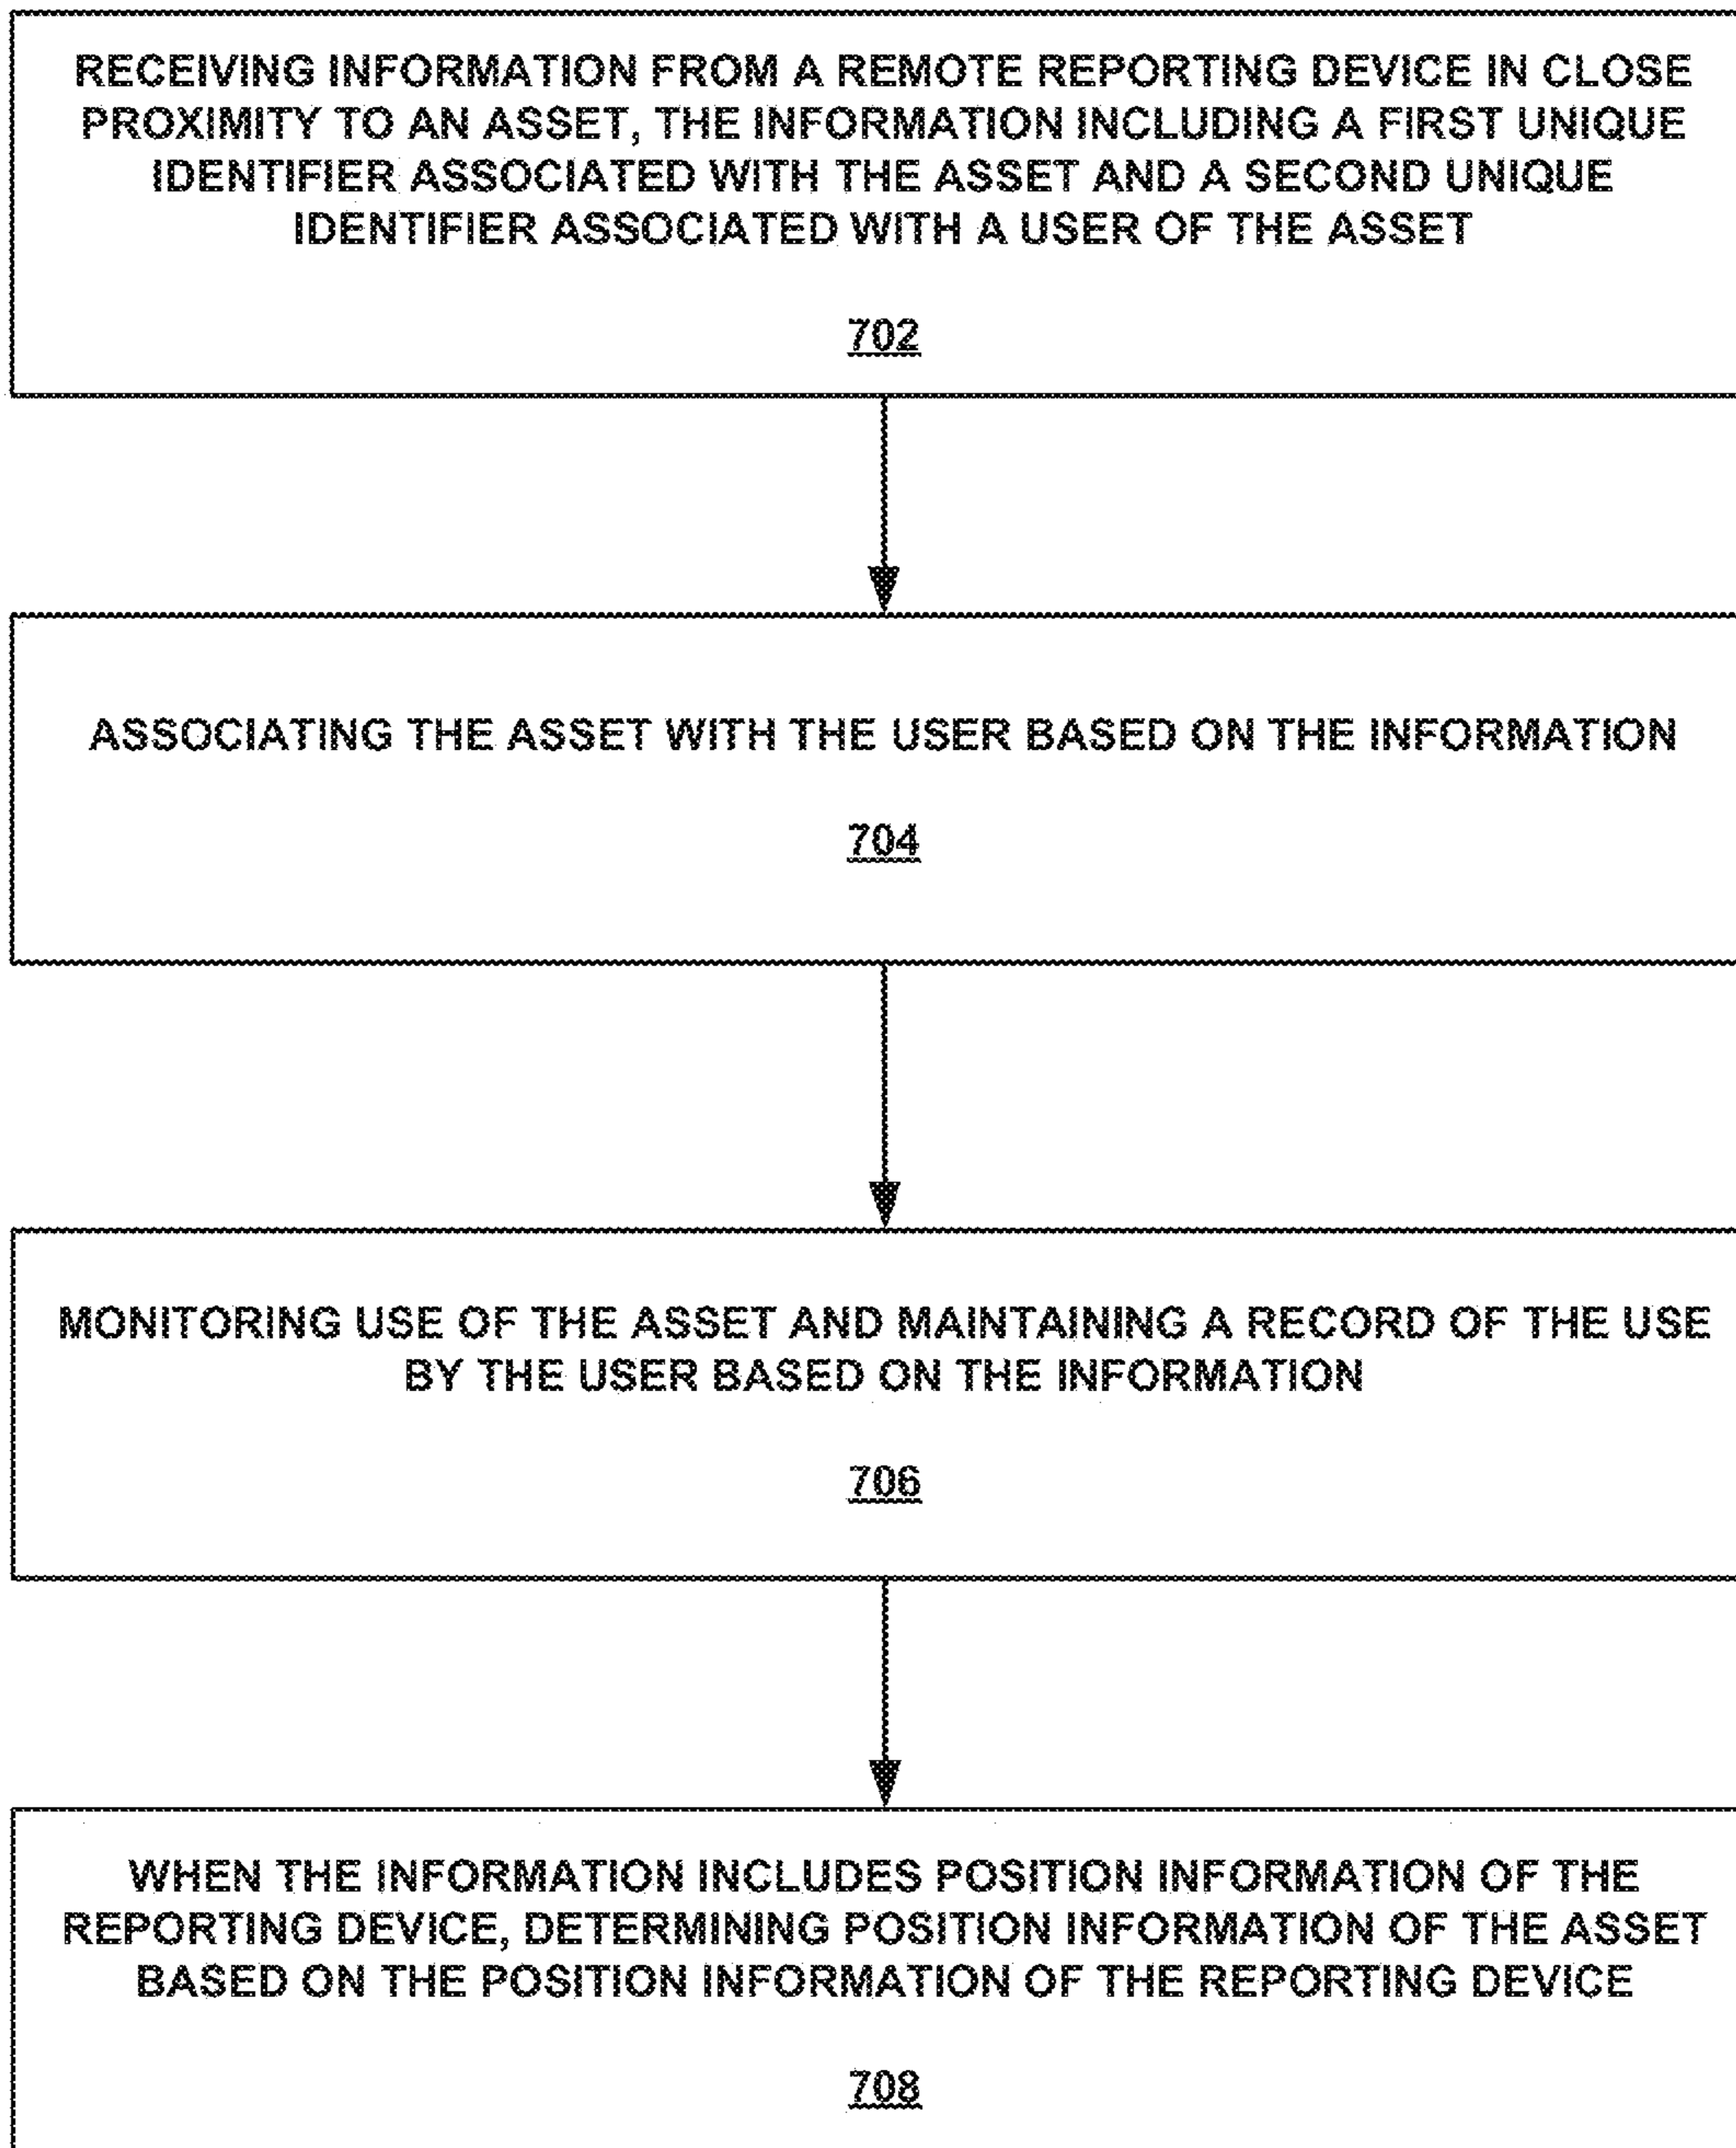 RECEIVING INFORMATION FROM A REMOTE REPORTING DEVICE IN CLOSE
PROXIMITY TO AN ASSET, THE INFORMATION INCLUDING A FIRST UNIQUE
IDENTIFIER ASSOCIATED WITH THE ASSET AND A SECOND UNIQUE
IDENTIFIER ASSOCIATED WITH A USER OF THE ASSET
702
ASSOCIATING THE ASSET WITH THE USER BASED ON THE INFORMATION
704
MONITORING USE OF THE ASSET AND MAINTAINING A RECORD OF THE USE
BY THE USER BASED ON THE INFORMATION
706
WHEN THE INFORMATION INCLUDES POSITION INFORMATION OF THE
REPORTING DEVICE, DETERMINING POSITION INFORMATION OF THE ASSET
BASED ON THE POSITION INFORMATION OF THE REPORTING DEVICE
708